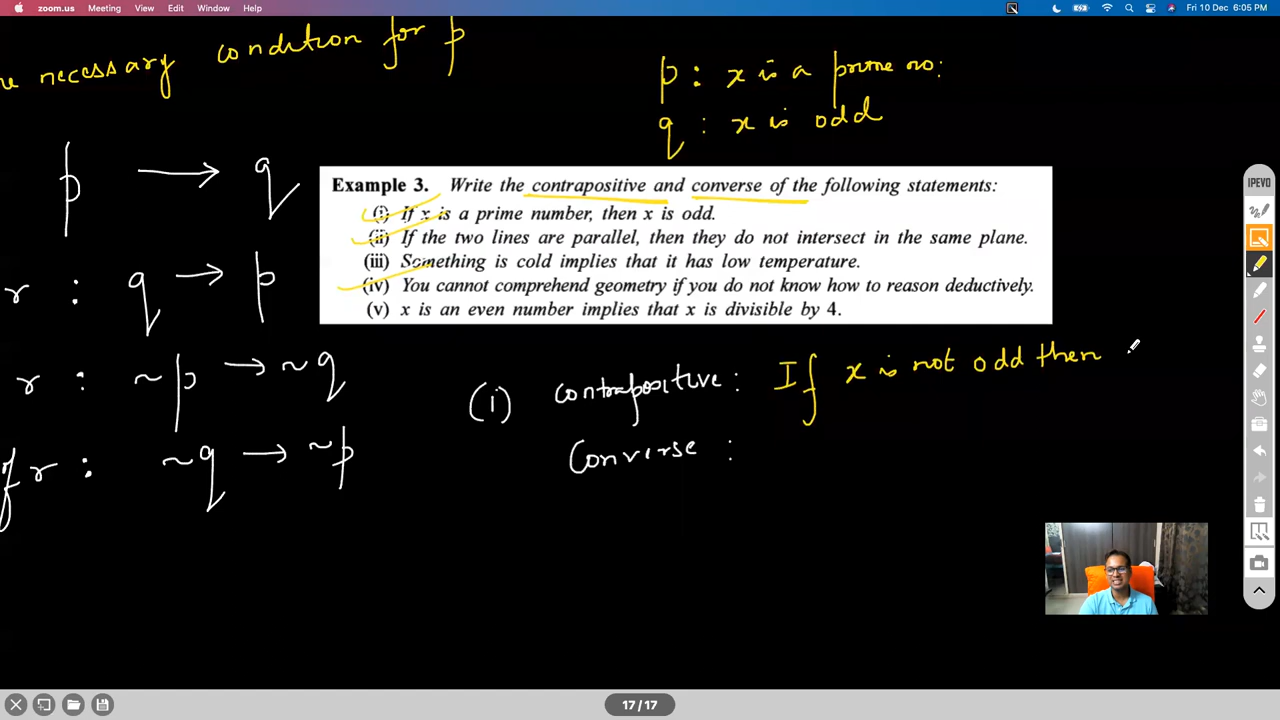 zoom.us Meeting View Edit Window Help Fri 10 Dec 6:05 PM
necessary condition for p
p : x is a prime no:
q : x is odd
p → q
Example 3. Write the contrapositive and converse of the following statements:
(i) If x is a prime number, then x is odd.
(ii) If the two lines are parallel, then they do not intersect in the same plane.
(iii) Something is cold implies that it has low temperature.
(iv) You cannot comprehend geometry if you do not know how to reason deductively.
(v) x is an even number implies that x is divisible by 4.
r : q → p
r : ~p → ~q
(i) contrapositive : If x is not odd then
Converse :
r : ~q → ~p
IPEVO
17/17